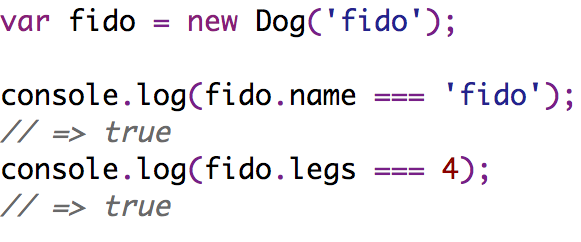 var fido = new Dog('fido');
console.log(fido.name === 'fido');
// => true
console.log(fido.legs === 4);
// => true